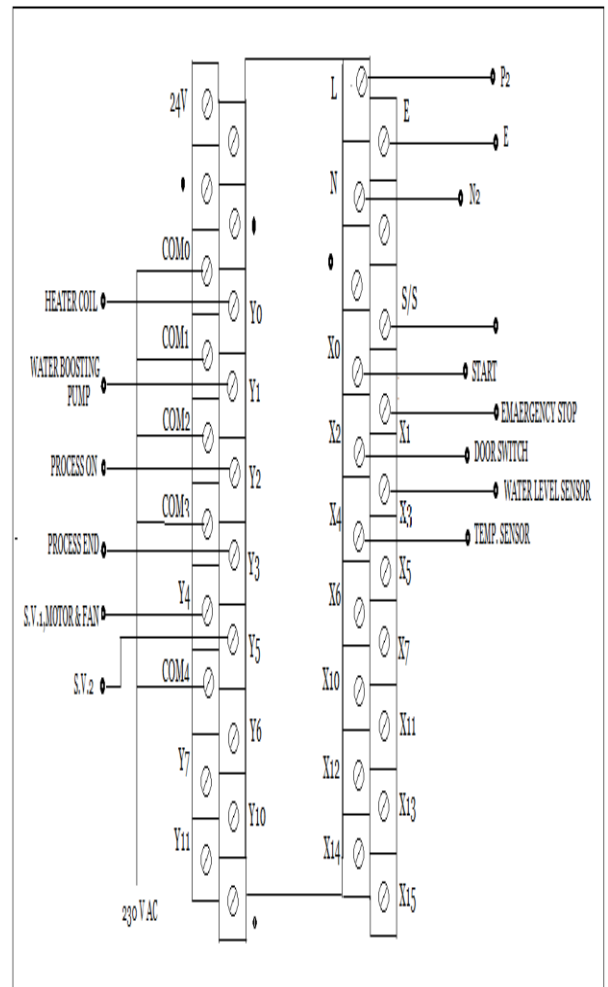 24V
COM0
HEATER COIL
Y0
COM1
WATER BOOSTING
PUMP
Y1
COM2
PROCESS ON
Y2
COM3
PROCESS END
Y3
Y4
S.V.1,MOTOR & FAN
Y5
COM4
S.V.2
Y6
Y7
Y10
Y11
230 V AC
L
P2
E
E
N
N2
S/S
X0
START
EMAERGENCY STOP
X1
X2
DOOR SWITCH
WATER LEVEL SENSOR
X3
X4
TEMP. SENSOR
X5
X6
X7
X10
X11
X12
X13
X14
X15